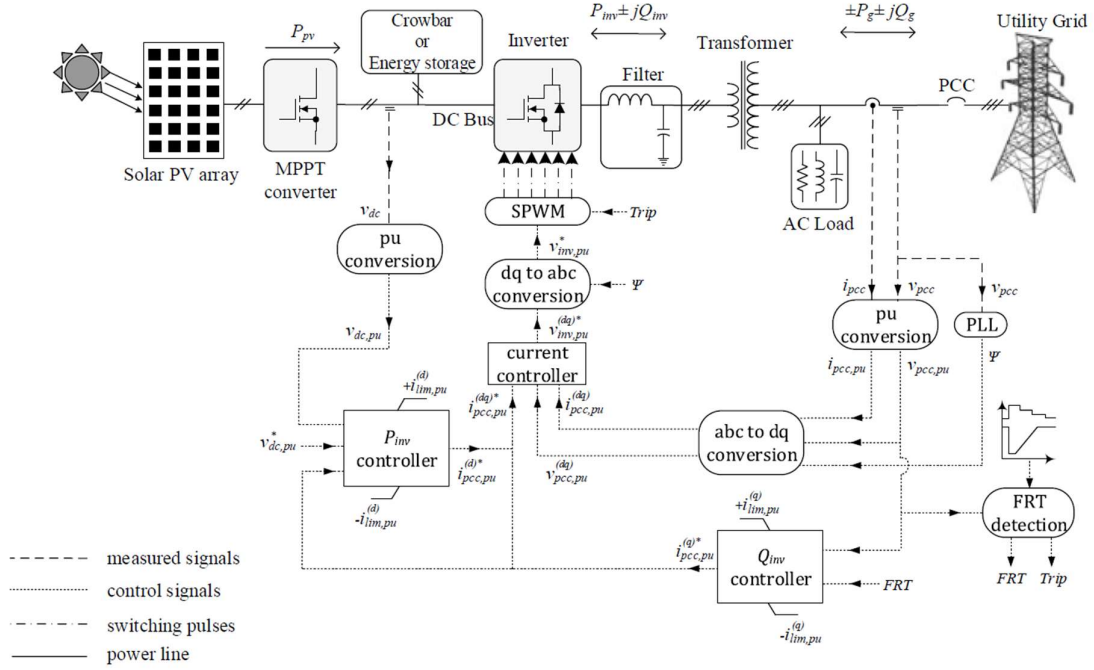 P_pv
Crowbar
or
Energy storage
Inverter
P_inv ± jQ_inv
Transformer
±P_g ± jQ_g
Utility Grid
Filter
PCC
DC Bus
Solar PV array
MPPT
converter
AC Load
v_dc
SPWM
Trip
pu
conversion
v*_inv,pu
dq to abc
conversion
Ψ
i_pcc
v_pcc
v_pcc
v_dc,pu
v^(dq)*_inv,pu
pu
conversion
PLL
current
controller
i_pcc,pu
v_pcc,pu
Ψ
+i^(d)_lim,pu
i^(dq)*_pcc,pu
i^(dq)_pcc,pu
v*_dc,pu
P_inv
controller
i^(d)*_pcc,pu
v^(dq)_pcc,pu
abc to dq
conversion
-i^(d)_lim,pu
+i^(q)_lim,pu
FRT
detection
measured signals
i^(q)*_pcc,pu
Q_inv
controller
FRT
FRT
Trip
control signals
-i^(q)_lim,pu
switching pulses
power line